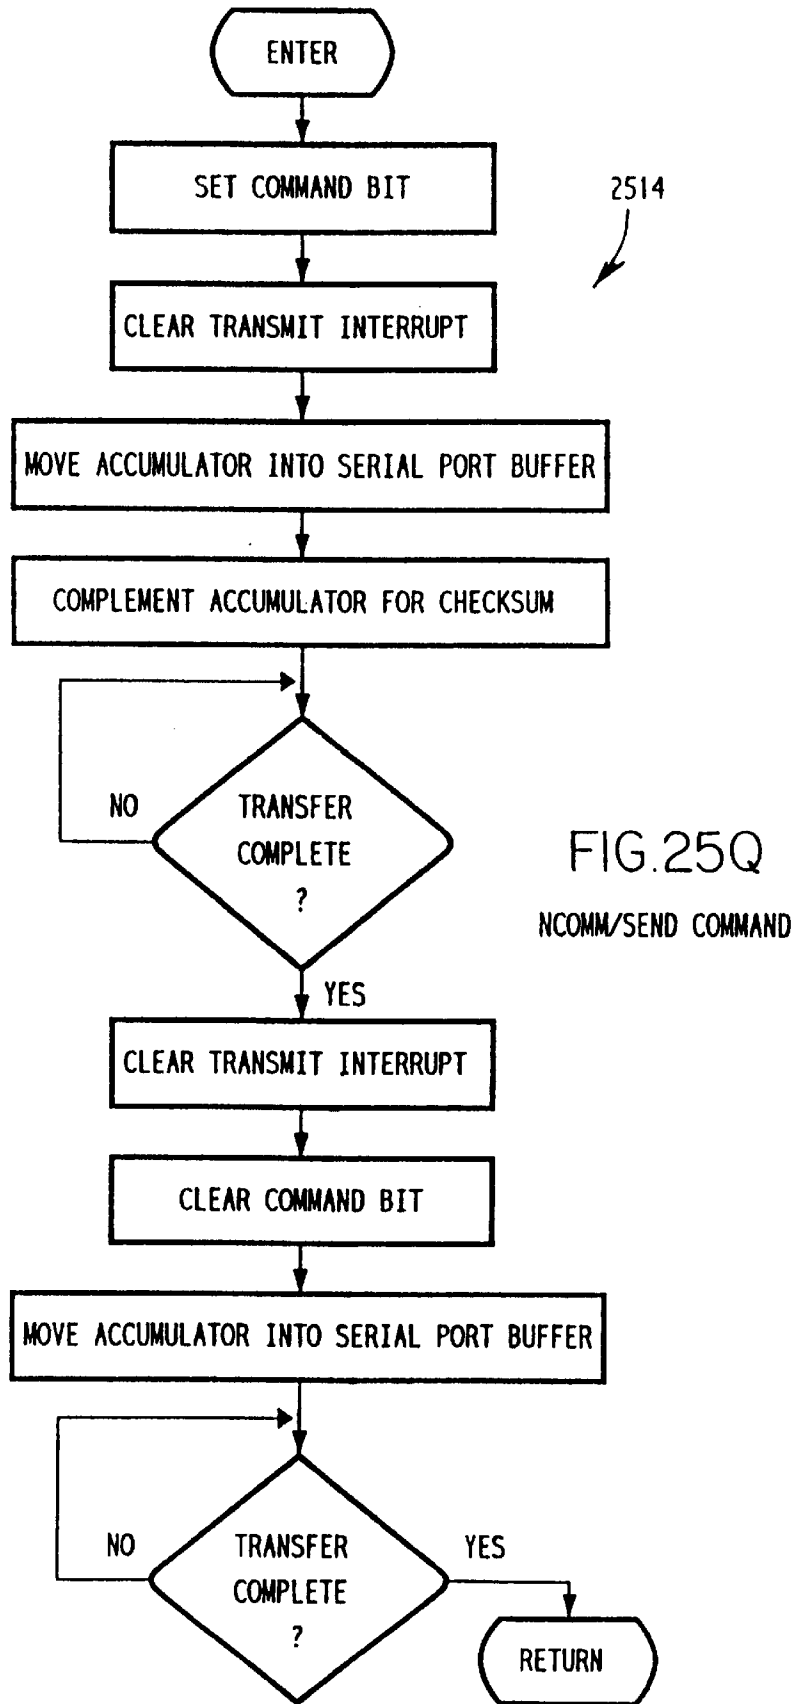 ENTER
SET COMMAND BIT
2514
CLEAR TRANSMIT INTERRUPT
MOVE ACCUMULATOR INTO SERIAL PORT BUFFER
COMPLEMENT ACCUMULATOR FOR CHECKSUM
NO
TRANSFER
COMPLETE
?
FIG.25Q
NCOMM/SEND COMMAND
YES
CLEAR TRANSMIT INTERRUPT
CLEAR COMMAND BIT
MOVE ACCUMULATOR INTO SERIAL PORT BUFFER
NO
TRANSFER
COMPLETE
?
YES
RETURN